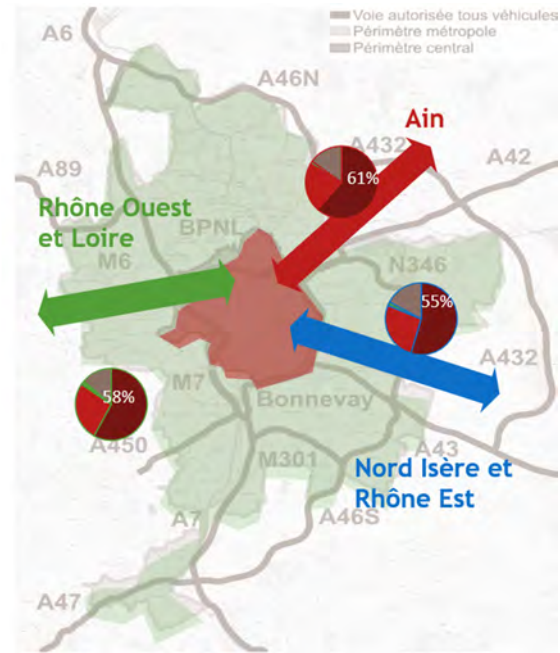 Voie autorisée tous véhicules
Périmètre métropole
Périmètre central
A6
A46N
Ain
A432
A42
61%
A89
Rhône Ouest
et Loire
BPNL
M6
N346
55%
A432
M7
58%
Bonnevay
A450
A43
M301
Nord Isère et
Rhône Est
A7
A46S
A47